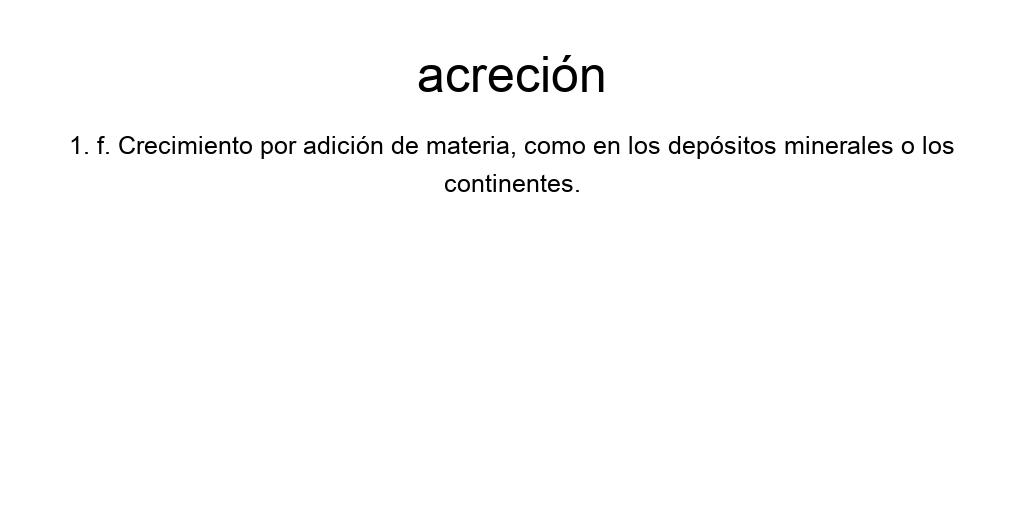 acreción
1. f. Crecimiento por adición de materia, como en los depósitos minerales o los
continentes.